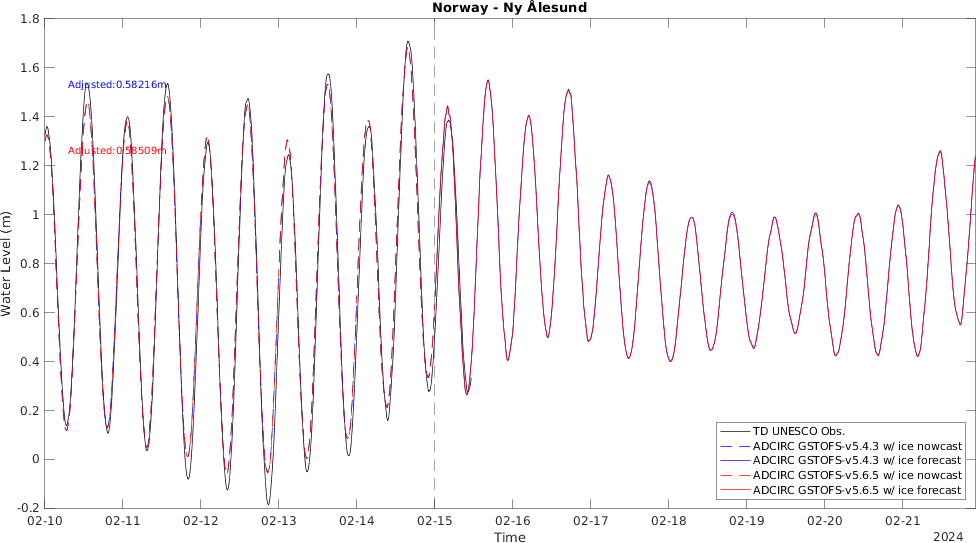 Norway - Ny Ålesund
1.8
1.6
1.4
1.2
1
0.8
0.6
0.4
0.2
0
-0.2
Water Level (m)
Adjusted:0.58216m
Adjusted:0.58509m
TD UNESCO Obs.
ADCIRC GSTOFS-v5.4.3 w/ ice nowcast
ADCIRC GSTOFS-v5.4.3 w/ ice forecast
ADCIRC GSTOFS-v5.6.5 w/ ice nowcast
ADCIRC GSTOFS-v5.6.5 w/ ice forecast
02-10 02-11 02-12 02-13 02-14 02-15 02-16 02-17 02-18 02-19 02-20 02-21
Time
2024